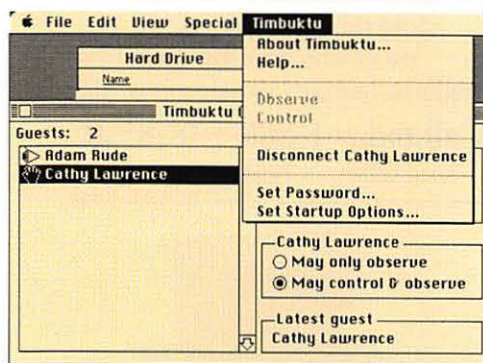 File Edit View Special Timbuktu
About Timbuktu...
Help...
Observe
Control
Disconnect Cathy Lawrence
Set Password...
Set Startup Options...
Hard Drive
Name
Timbuktu
Guests: 2
Adam Rude
Cathy Lawrence
Cathy Lawrence
May only observe
May control & observe
Latest guest
Cathy Lawrence